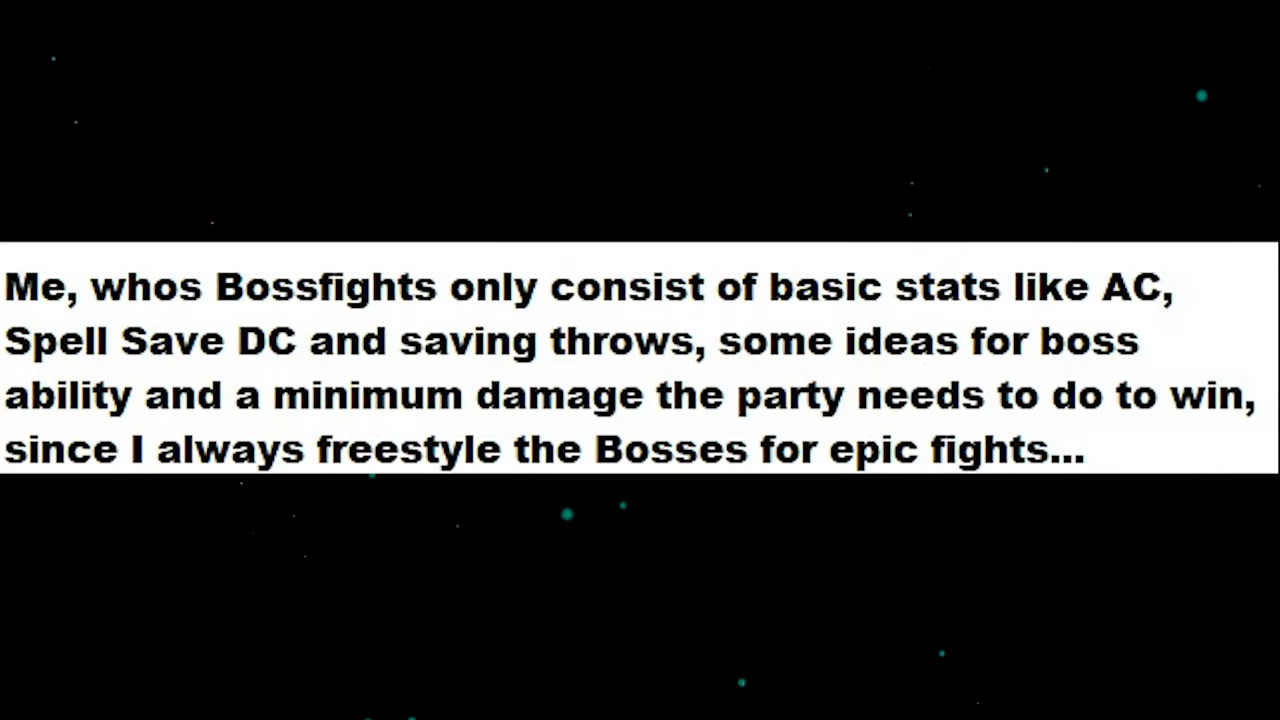 Me, whos Bossfights only consist of basic stats like AC,
Spell Save DC and saving throws, some ideas for boss
ability and a minimum damage the party needs to do to win,
since I always freestyle the Bosses for epic fights...